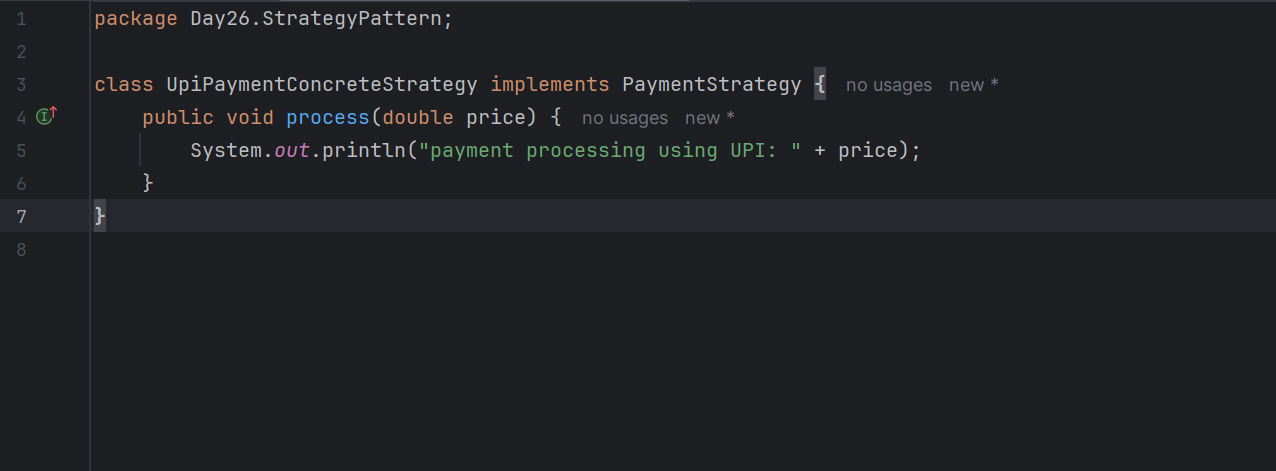 1 package Day26.StrategyPattern;
2
3 class UpiPaymentConcreteStrategy implements PaymentStrategy { no usages new *
4 public void process(double price) { no usages new *
5 System.out.println("payment processing using UPI: " + price);
6 }
7 }
8